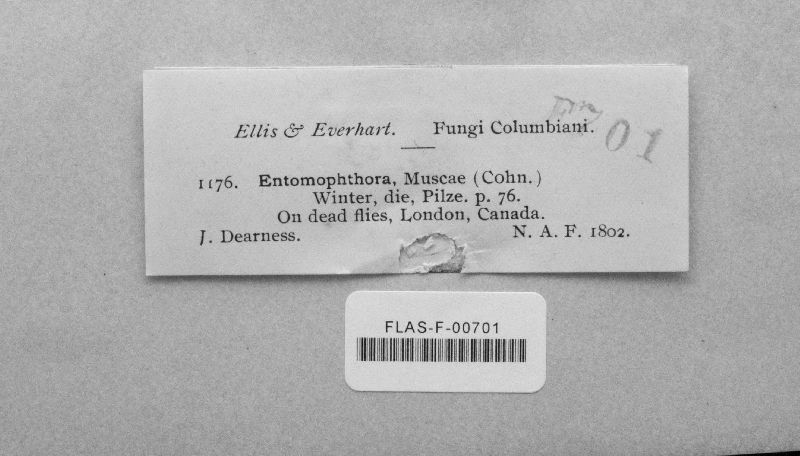 Ellis & Everhart. Fungi Columbiani.
01
1176. Entomophthora, Muscae (Cohn.)
Winter, die, Pilze. p. 76.
On dead flies, London, Canada.
J. Dearness. N. A. F. 1802.
FLAS-F-00701